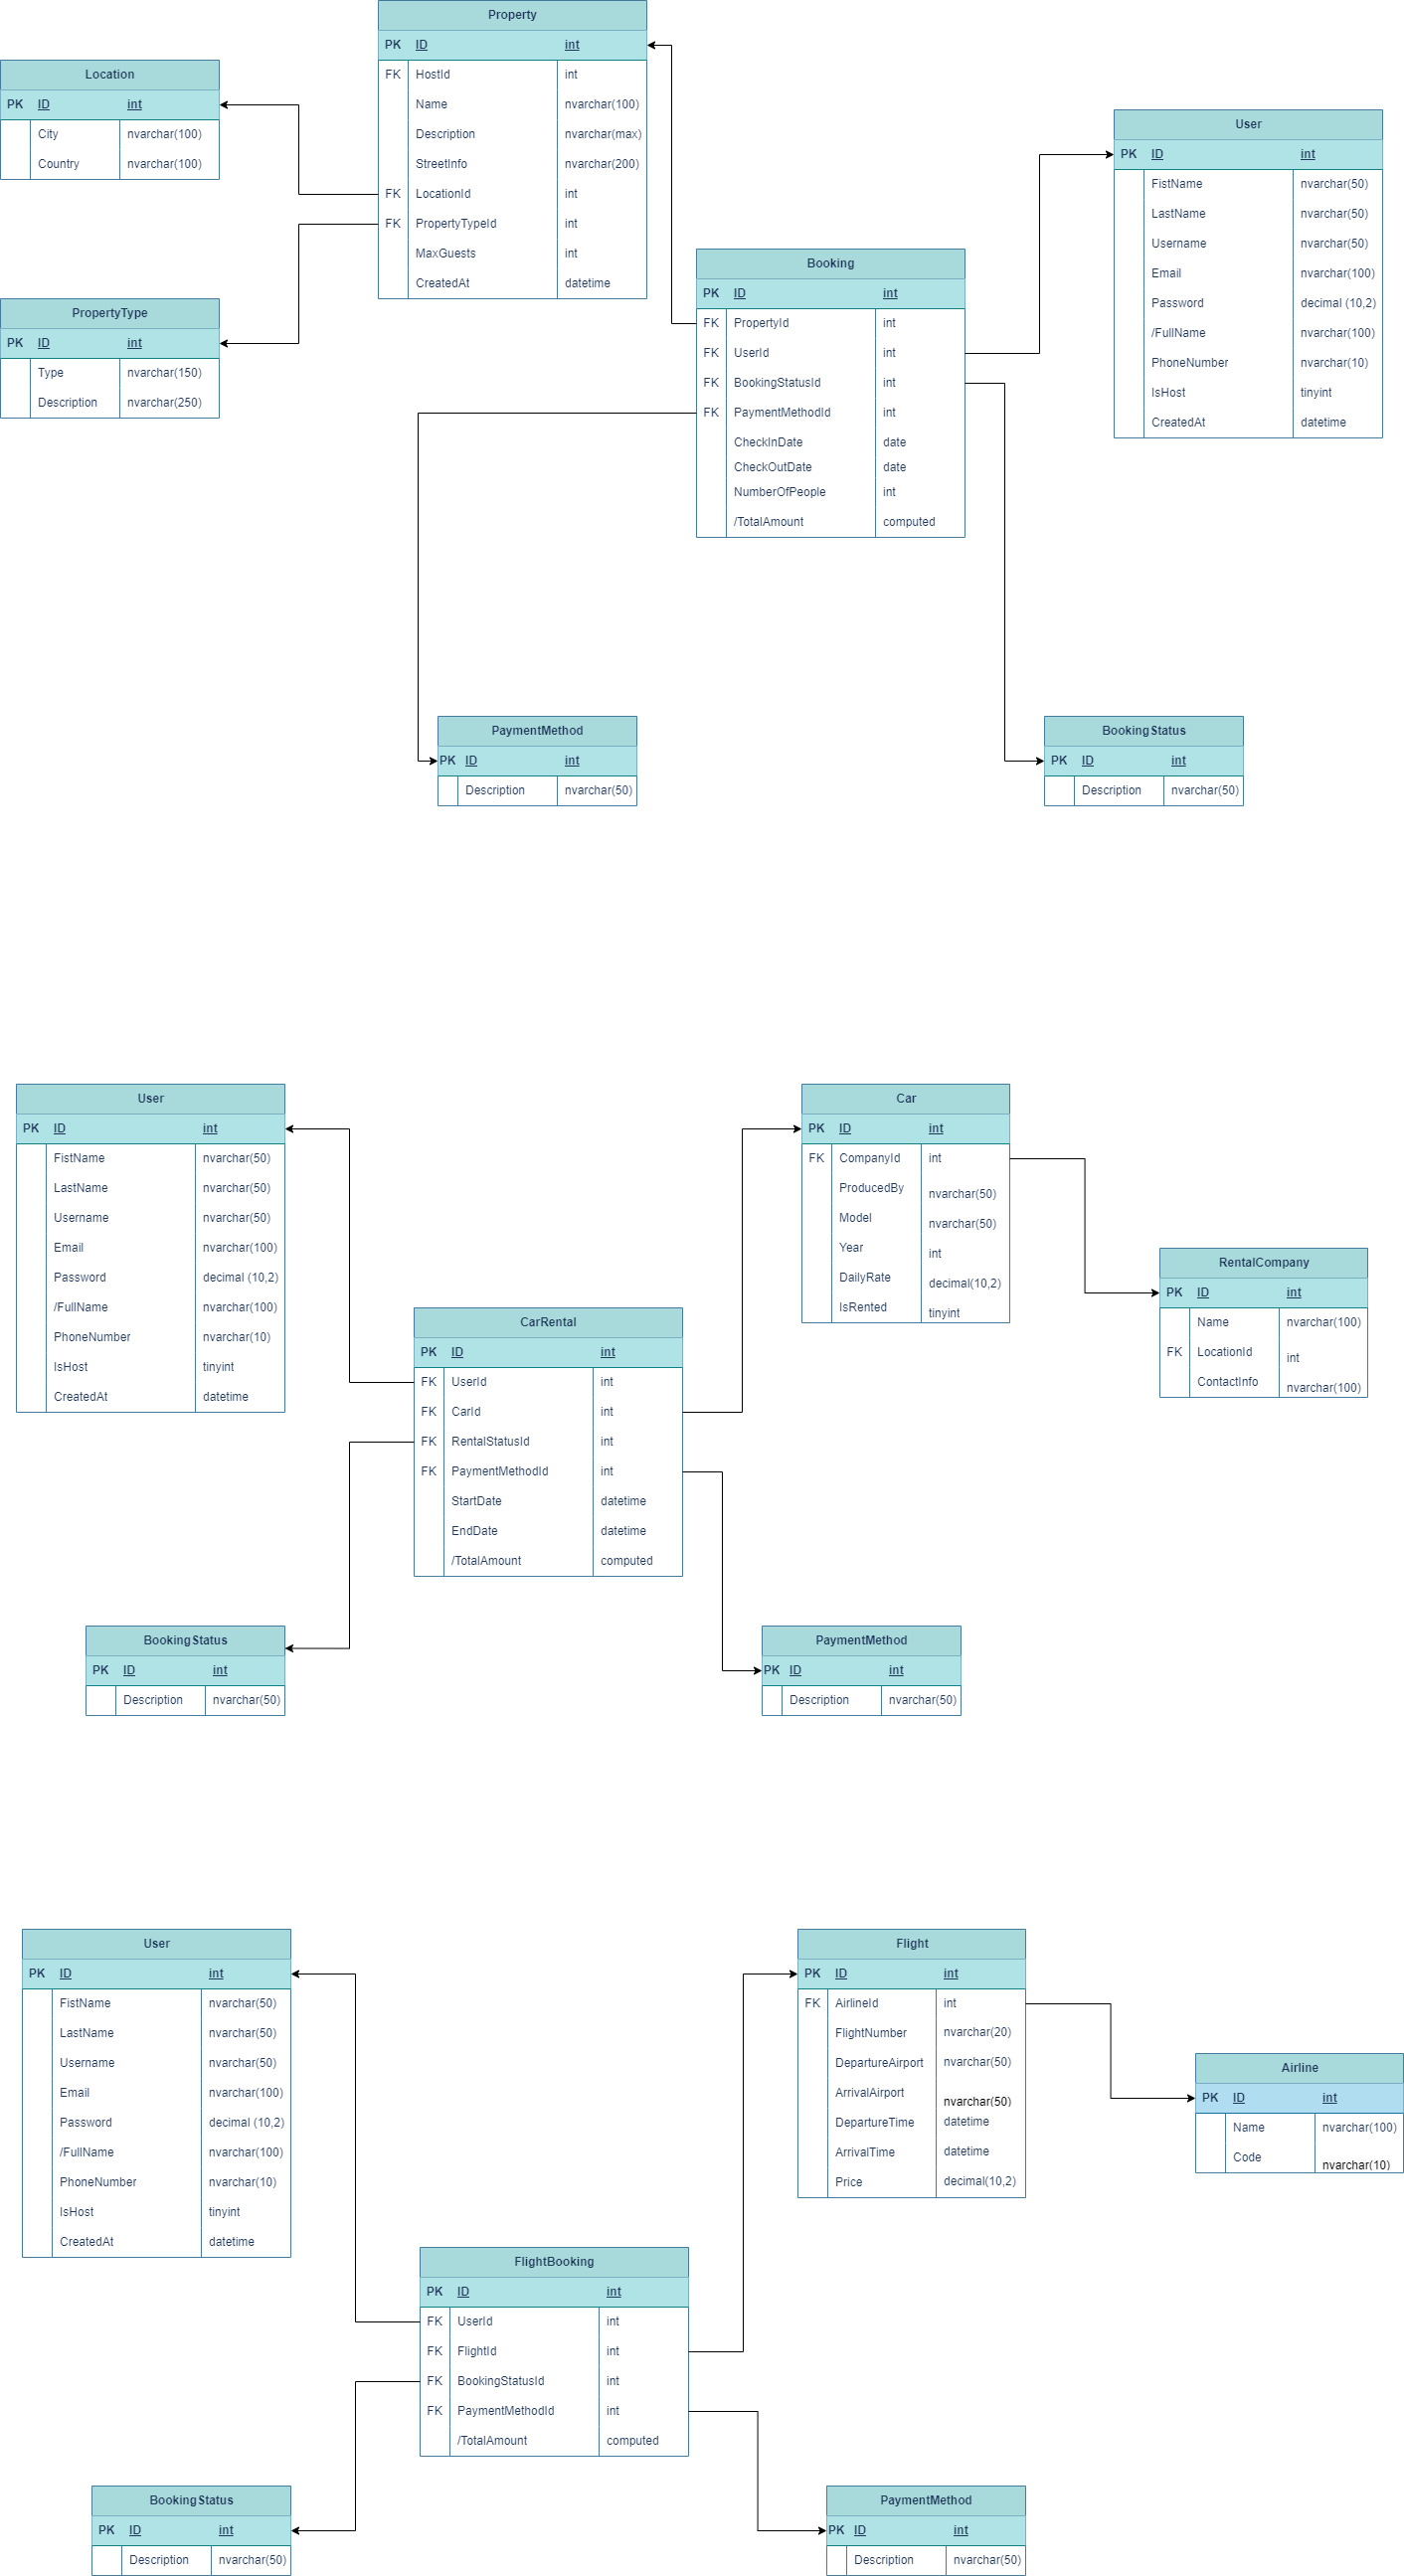 Property
PK ID int
FK HostId int
Name nvarchar(100)
Description nvarchar(max)
StreetInfo nvarchar(200)
FK LocationId int
FK PropertyTypeId int
MaxGuests int
CreatedAt datetime
Location
PK ID int
City nvarchar(100)
Country nvarchar(100)
PropertyType
PK ID int
Type nvarchar(150)
Description nvarchar(250)
User
PK ID int
FistName nvarchar(50)
LastName nvarchar(50)
Username nvarchar(50)
Email nvarchar(100)
Password decimal (10,2)
/FullName nvarchar(100)
PhoneNumber nvarchar(10)
IsHost tinyint
CreatedAt datetime
Booking
PK ID int
FK PropertyId int
FK UserId int
FK BookingStatusId int
FK PaymentMethodId int
CheckInDate date
CheckOutDate date
NumberOfPeople int
/TotalAmount computed
PaymentMethod
PK ID int
Description nvarchar(50)
BookingStatus
PK ID int
Description nvarchar(50)
User
PK ID int
FistName nvarchar(50)
LastName nvarchar(50)
Username nvarchar(50)
Email nvarchar(100)
Password decimal (10,2)
/FullName nvarchar(100)
PhoneNumber nvarchar(10)
IsHost tinyint
CreatedAt datetime
Car
PK ID int
FK CompanyId int
ProducedBy nvarchar(50)
Model nvarchar(50)
Year int
DailyRate decimal(10,2)
IsRented tinyint
RentalCompany
PK ID int
Name nvarchar(100)
FK LocationId int
ContactInfo nvarchar(100)
CarRental
PK ID int
FK UserId int
FK CarId int
FK RentalStatusId int
FK PaymentMethodId int
StartDate datetime
EndDate datetime
/TotalAmount computed
BookingStatus
PK ID int
Description nvarchar(50)
PaymentMethod
PK ID int
Description nvarchar(50)
User
PK ID int
FistName nvarchar(50)
LastName nvarchar(50)
Username nvarchar(50)
Email nvarchar(100)
Password decimal (10,2)
/FullName nvarchar(100)
PhoneNumber nvarchar(10)
IsHost tinyint
CreatedAt datetime
Flight
PK ID int
FK AirlineId int
FlightNumber nvarchar(20)
DepartureAirport nvarchar(50)
ArrivalAirport nvarchar(50)
DepartureTime datetime
ArrivalTime datetime
Price decimal(10,2)
Airline
PK ID int
Name nvarchar(100)
Code nvarchar(10)
FlightBooking
PK ID int
FK UserId int
FK FlightId int
FK BookingStatusId int
FK PaymentMethodId int
/TotalAmount computed
BookingStatus
PK ID int
Description nvarchar(50)
PaymentMethod
PK ID int
Description nvarchar(50)